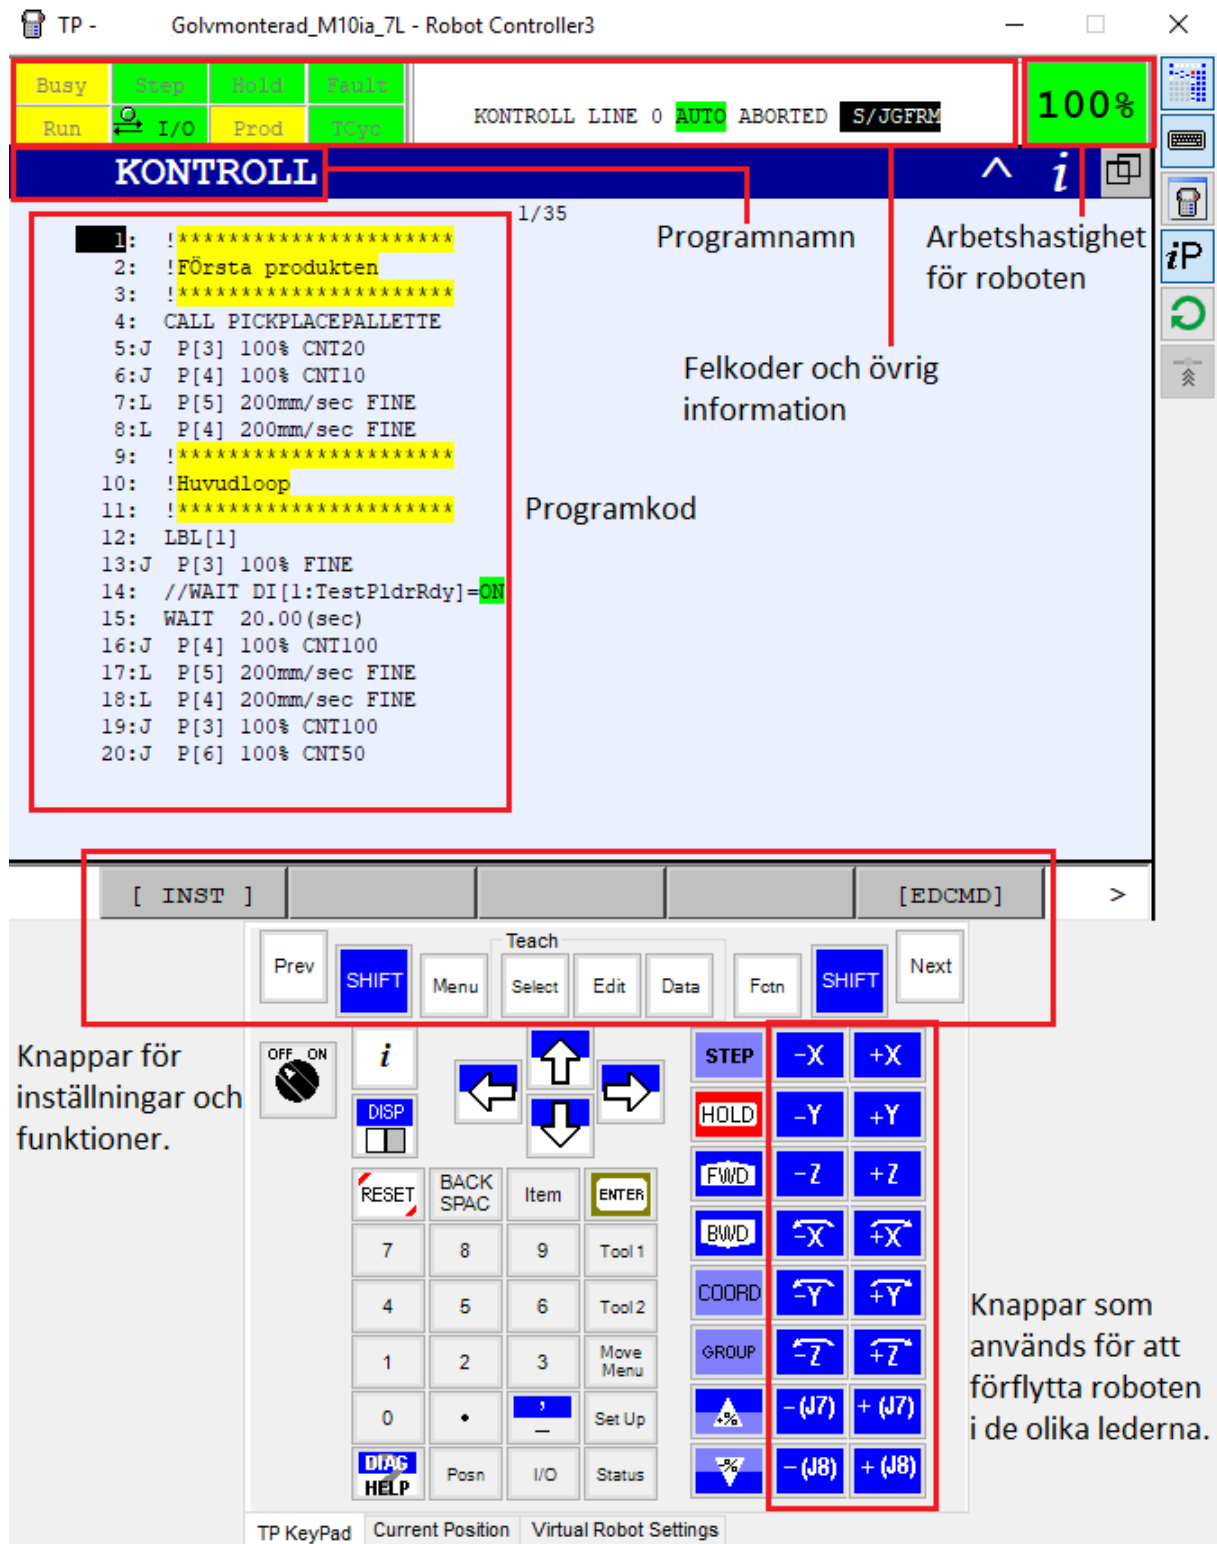 TP - Golvmonterad_M10ia_7L - Robot Controller3
Busy Step Hold Fault
Run I/O Prod TCyc
KONTROLL LINE 0 AUTO ABORTED S/JGFRM
100%
KONTROLL
i
1/35
iP
1: !**********************
2: !FÖrsta produkten
3: !**********************
4: CALL PICKPLACEPALLETTE
5:J P[3] 100% CNT20
6:J P[4] 100% CNT10
7:L P[5] 200mm/sec FINE
8:L P[4] 200mm/sec FINE
9: !**********************
10: !Huvudloop
11: !**********************
12: LBL[1]
13:J P[3] 100% FINE
14: //WAIT DI[1:TestPldrRdy]=ON
15: WAIT 20.00(sec)
16:J P[4] 100% CNT100
17:L P[5] 200mm/sec FINE
18:L P[4] 200mm/sec FINE
19:J P[3] 100% CNT100
20:J P[6] 100% CNT50
Programnamn
Arbetshastighet
för roboten
Felkoder och övrig
information
Programkod
[ INST ] [EDCMD] >
Teach
Prev SHIFT Menu Select Edit Data Fctn SHIFT Next
Knappar för
inställningar och
funktioner.
OFF ON
i
DISP
STEP -X +X
HOLD -Y +Y
FWD -Z +Z
BWD -X +X
COORD -Y +Y
GROUP -Z +Z
+% -(J7) +(J7)
-% -(J8) +(J8)
RESET BACK SPAC Item ENTER
7 8 9 Tool 1
4 5 6 Tool 2
1 2 3 Move Menu
0 . , - Set Up
DIAG HELP Posn I/O Status
Knappar som
används för att
förflytta roboten
i de olika lederna.
TP KeyPad Current Position Virtual Robot Settings